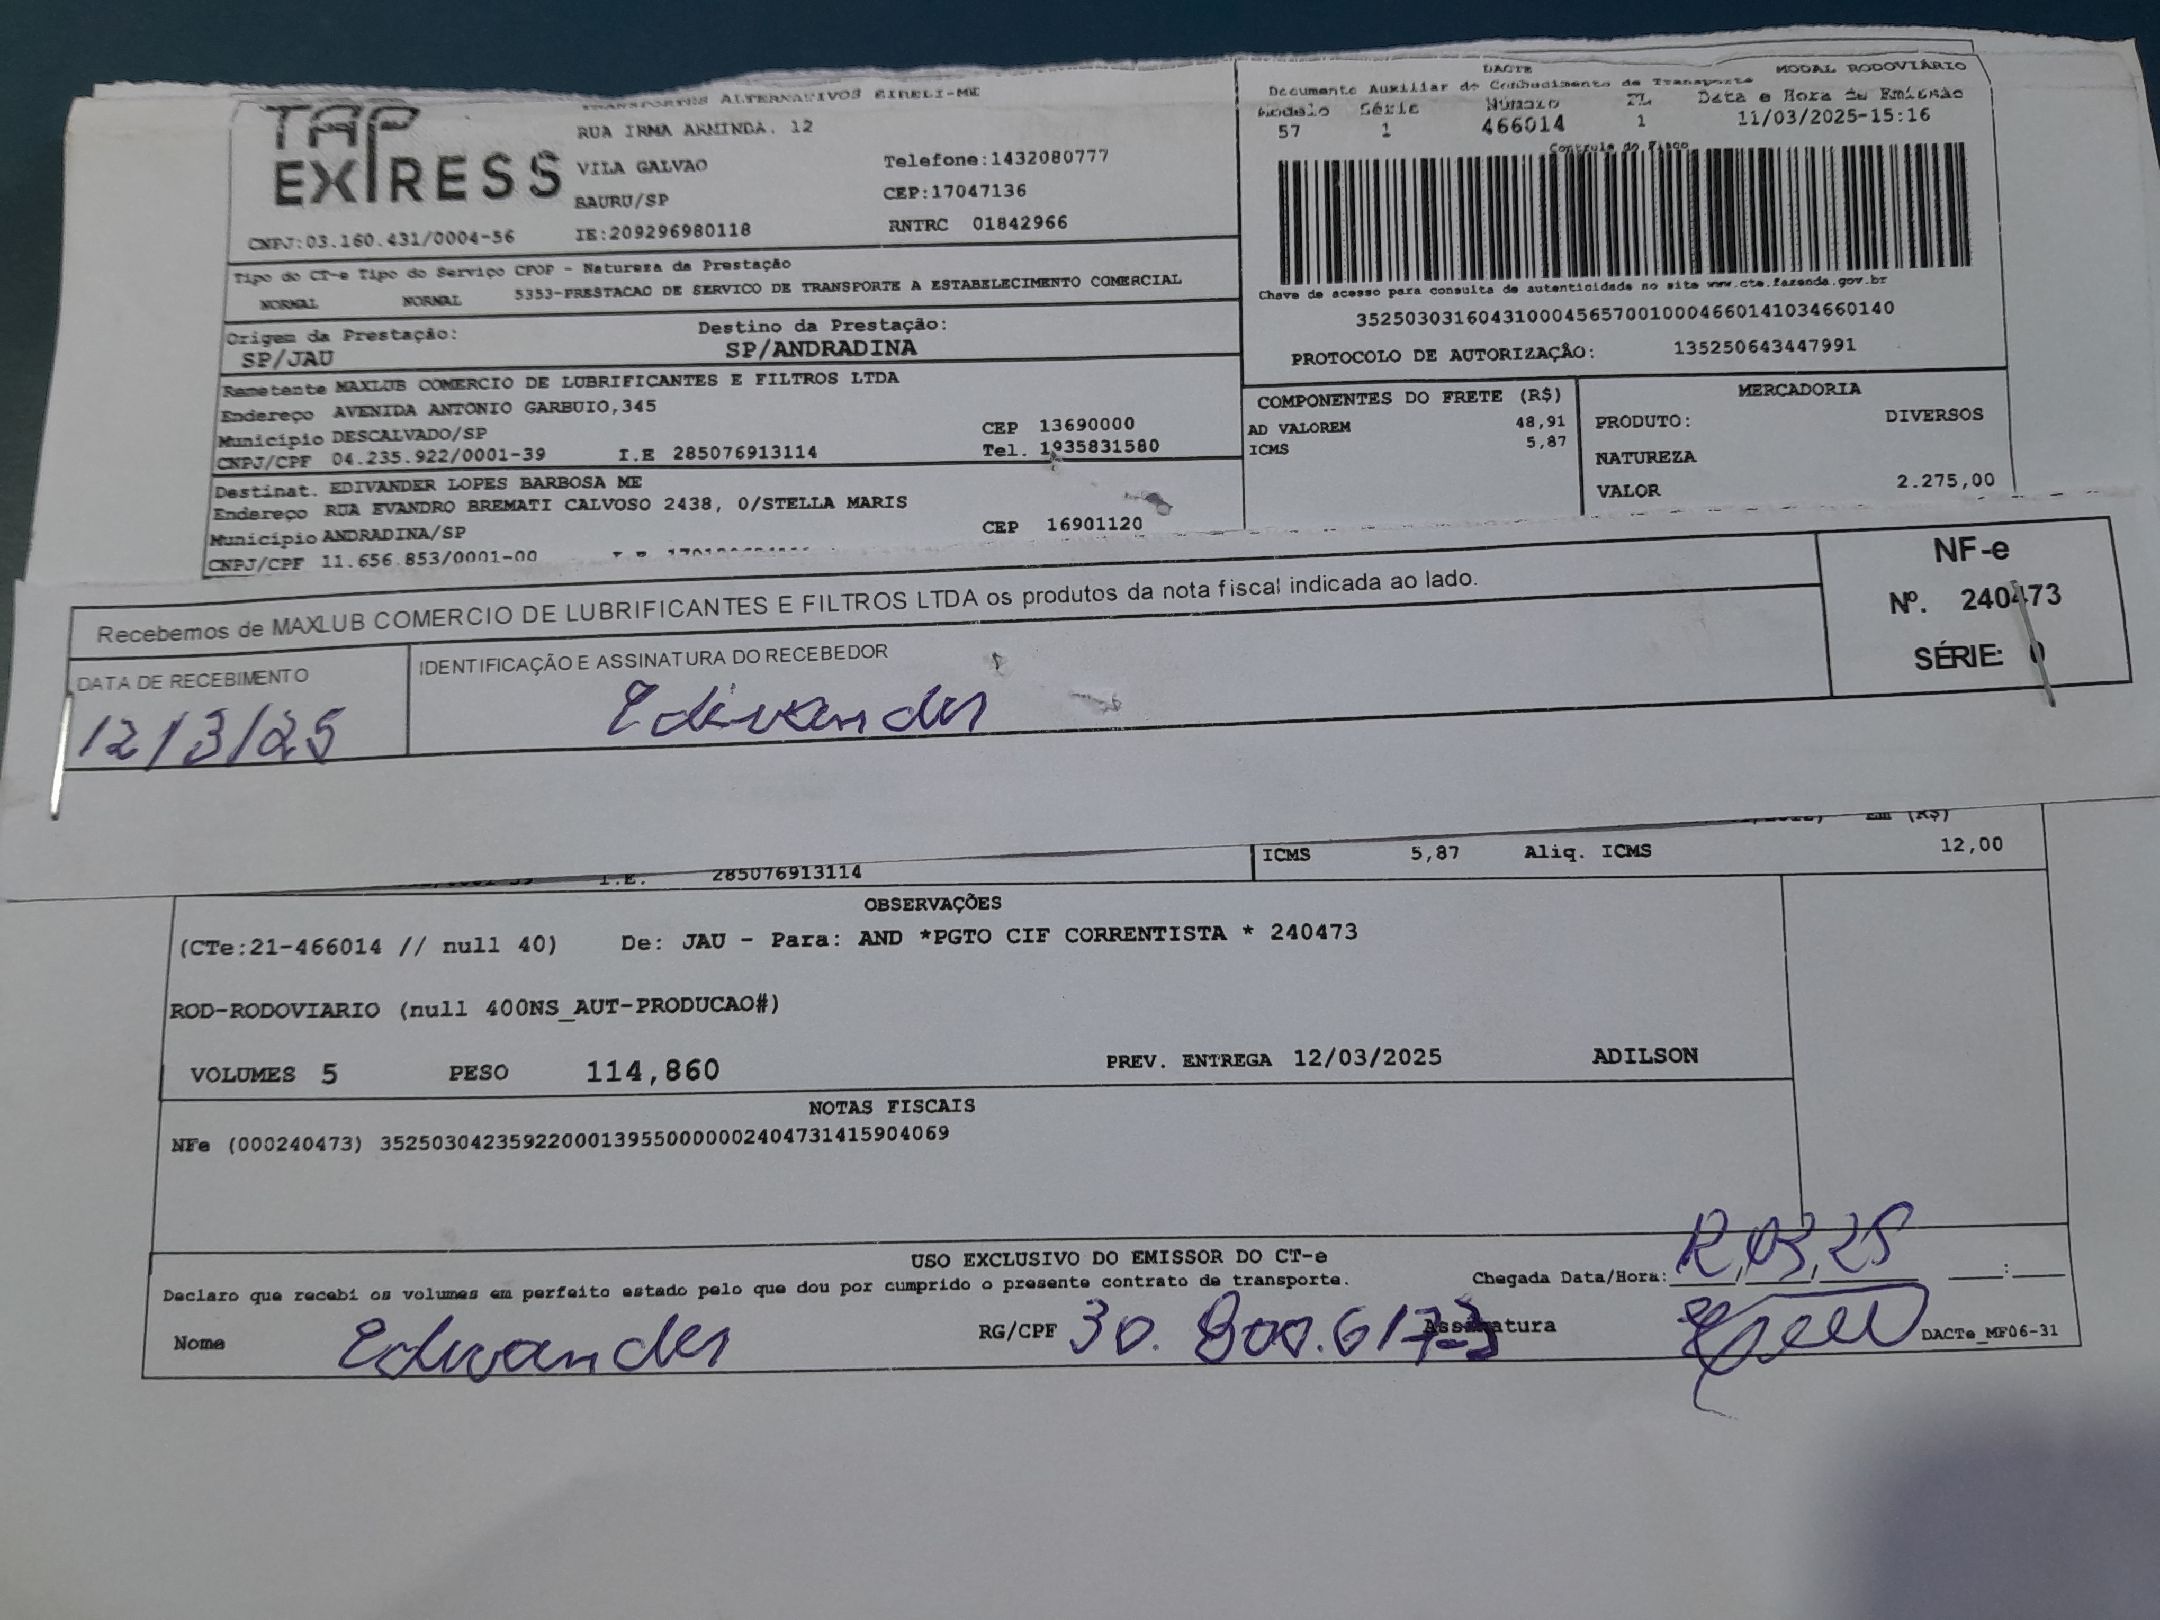 TAP EXPRESS
TRANSPORTES ALTERNATIVOS EIRELI-ME
RUA IRMA ARMINDA. 12
VILA GALVAO
BAURU/SP
Telefone:1432080777
CEP:17047136
CNPJ:03.160.431/0004-56 IE:209296980118 RNTRC 01842966
Tipo do CT-e Tipo do Serviço CFOP - Natureza da Prestação
NORMAL NORMAL 5353-PRESTACAO DE SERVICO DE TRANSPORTE A ESTABELECIMENTO COMERCIAL
Origem da Prestação: Destino da Prestação:
SP/JAU SP/ANDRADINA
Remetente MAXLUB COMERCIO DE LUBRIFICANTES E FILTROS LTDA
Endereço AVENIDA ANTONIO GARBUIO,345
Município DESCALVADO/SP CEP 13690000
CNPJ/CPF 04.235.922/0001-39 I.E 285076913114 Tel. 1935831580
Destinat. EDIVANDER LOPES BARBOSA ME
Endereço RUA EVANDRO BREMATI CALVOSO 2438, 0/STELLA MARIS
Município ANDRADINA/SP CEP 16901120
CNPJ/CPF 11.656.853/0001-00
DACTE MODAL RODOVIÁRIO
Documento Auxiliar do Conhecimento de Transporte
Modelo Série Número FL Data e Hora de Emissão
57 1 466014 1 11/03/2025-15:16
Controle do Fisco
Chave de acesso para consulta de autenticidade no site www.cte.fazenda.gov.br
35250303160431000456570010004660141034660140
PROTOCOLO DE AUTORIZAÇÃO: 135250643447991
COMPONENTES DO FRETE (R$)
AD VALOREM 48,91
ICMS 5,87
MERCADORIA
PRODUTO: DIVERSOS
NATUREZA
VALOR 2.275,00
Recebemos de MAXLUB COMERCIO DE LUBRIFICANTES E FILTROS LTDA os produtos da nota fiscal indicada ao lado.
NF-e
Nº. 240473
SÉRIE: 0
DATA DE RECEBIMENTO
12/3/25
IDENTIFICAÇÃO E ASSINATURA DO RECEBEDOR
Edivander
I.E. 285076913114
ICMS 5,87 Aliq. ICMS 12,00
OBSERVAÇÕES
(CTe:21-466014 // null 40) De: JAU - Para: AND *PGTO CIF CORRENTISTA * 240473
ROD-RODOVIARIO (null 400NS_AUT-PRODUCAO#)
VOLUMES 5 PESO 114,860 PREV. ENTREGA 12/03/2025 ADILSON
NOTAS FISCAIS
NFe (000240473) 35250304235922000139550000002404731415904069
USO EXCLUSIVO DO EMISSOR DO CT-e
Declaro que recebi os volumes em perfeito estado pelo que dou por cumprido o presente contrato de transporte. Chegada Data/Hora: 12,03,25 :
Nome Edivander RG/CPF 30.800.617-3 Assinatura DACTe_MF06-31